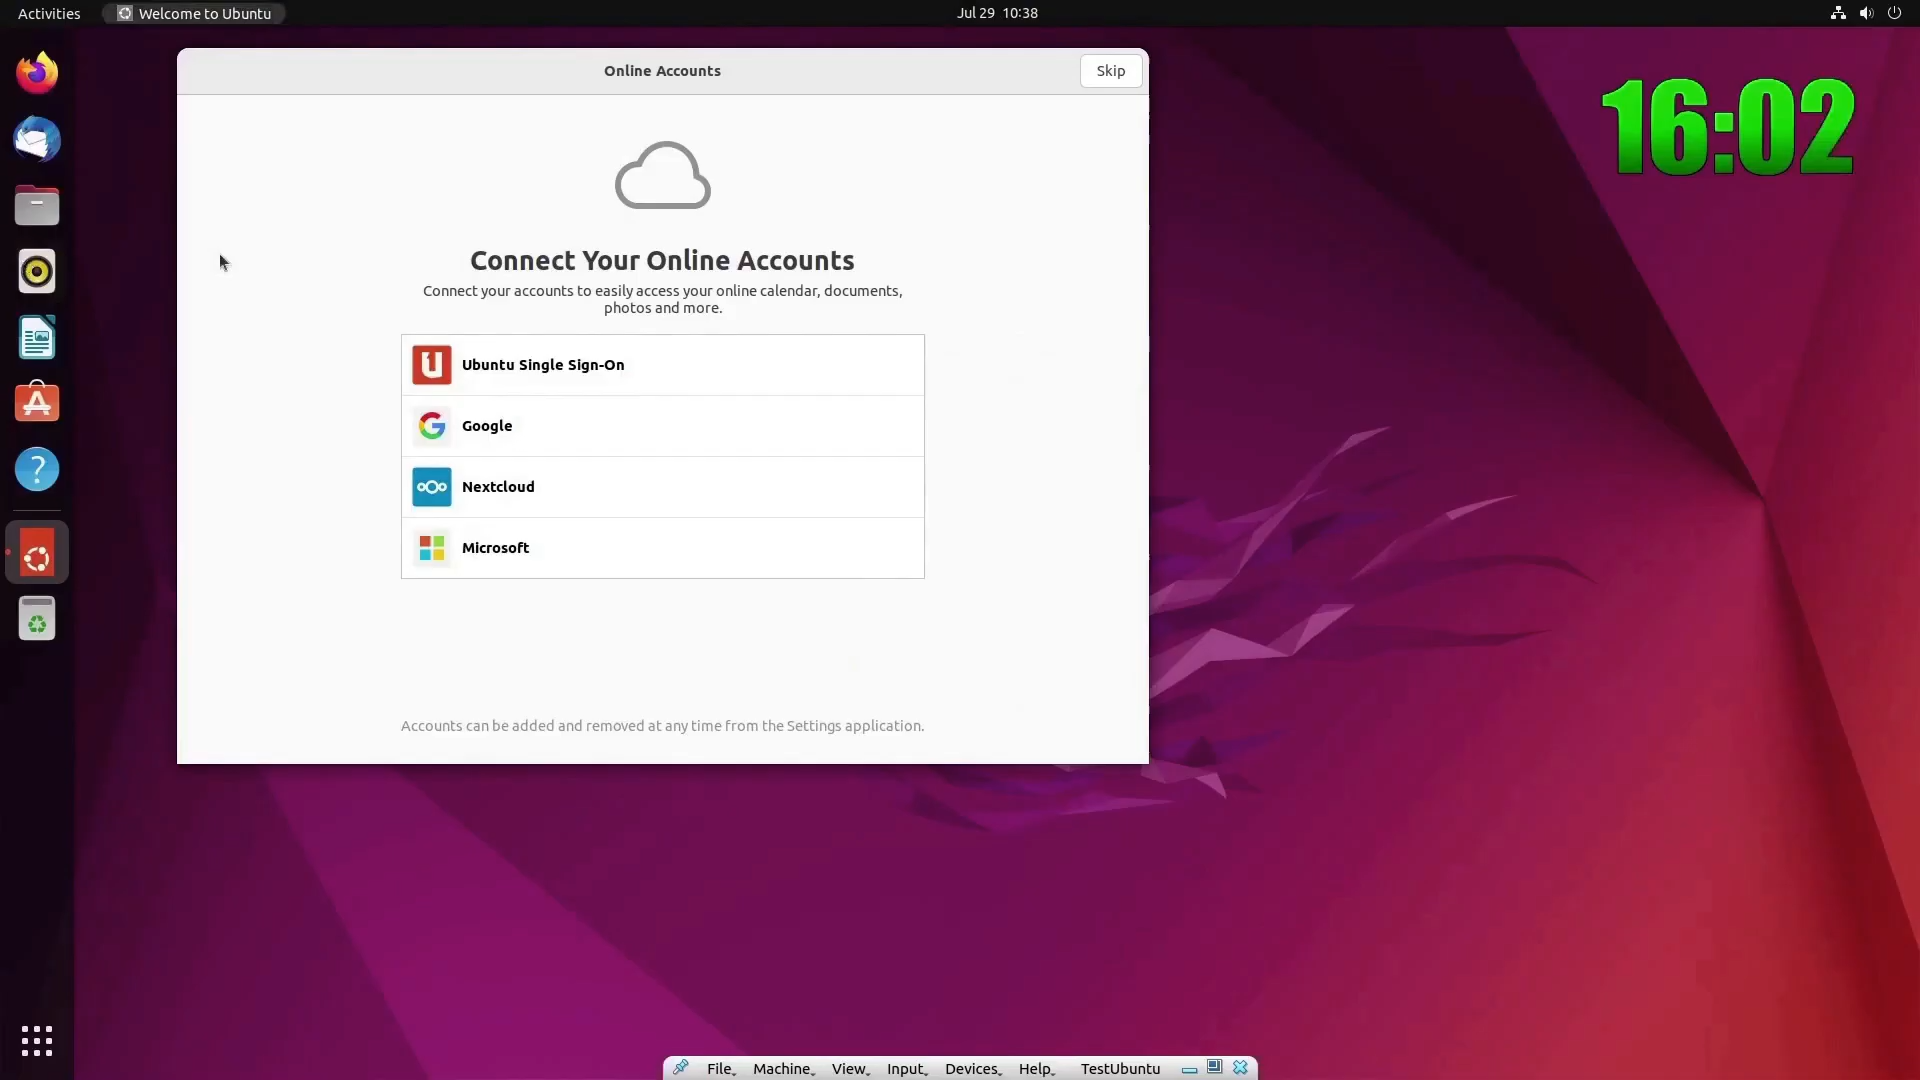 Activities
Welcome to Ubuntu
Jul 29 10:38
Online Accounts
Skip
16:02
Connect Your Online Accounts
Connect your accounts to easily access your online calendar, documents,
photos and more.
Ubuntu Single Sign-On
Google
Nextcloud
Microsoft
Accounts can be added and removed at any time from the Settings application.
File
Machine
View
Input
Devices
Help
TestUbuntu